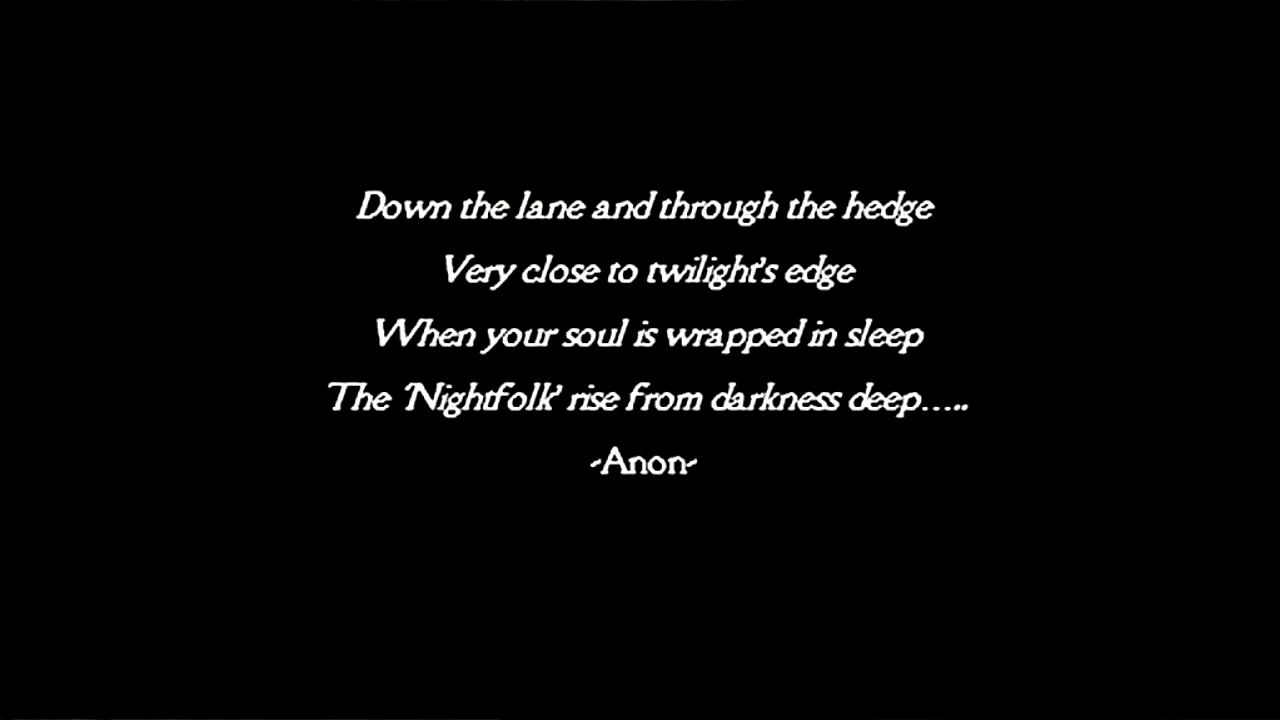 Down the lane and through the hedge
Very close to twilight's edge
When your soul is wrapped in sleep
The 'Nightfolk' rise from darkness deep.....
-Anon-